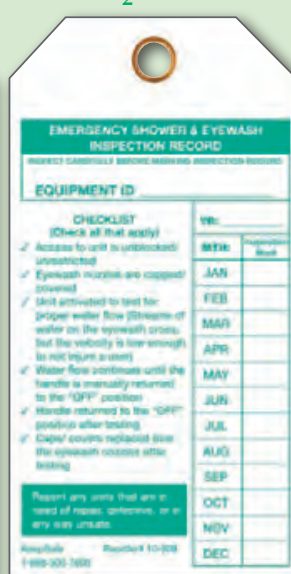 2
EMERGENCY SHOWER & EYEWASH
INSPECTION RECORD
INSPECT CAREFULLY BEFORE MARKING INSPECTION RECORD
EQUIPMENT ID
CHECKLIST
(Check all that apply)
✓ Access to unit is unblocked/
unrestricted
✓ Eyewash nozzles are capped/
covered
✓ Unit activated to test for
proper water flow (Streams of
water on the eyewash cross,
but the velocity is low enough
to not injure a user)
✓ Water flow continues until the
handle is manually returned
to the "OFF" position
✓ Handle returned to the "OFF"
position after testing
✓ Caps/ covers replaced over
the eyewash nozzles after
testing
Report any units that are in
need of repair, defective, or in
any way unsafe.
Reorder#
YR:
MTH:
JAN
FEB
MAR
APR
MAY
JUN
JUL
AUG
SEP
OCT
NOV
DEC